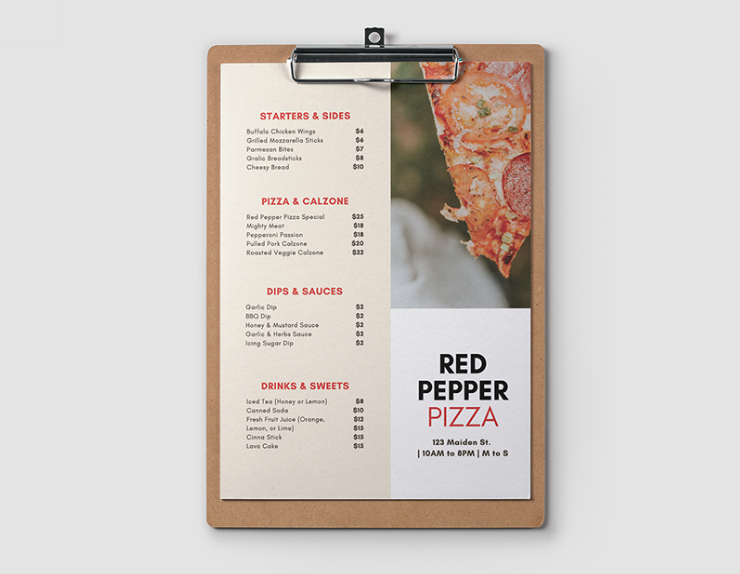 STARTERS & SIDES
Buffalo Chicken Wings $6
Grilled Mozzarella Sticks $6
Parmesan Bites $7
Gralic Breadsticks $8
Cheesy Bread $10
PIZZA & CALZONE
Red Pepper Pizza Special $25
Mighty Meat $18
Pepperoni Passion $18
Pulled Pork Calzone $20
Roasted Veggie Calzone $22
DIPS & SAUCES
Garlic Dip $2
BBQ Dip $2
Honey & Mustard Sauce $2
Garlic & Herbs Sauce $2
Icing Sugar Dip $2
DRINKS & SWEETS
Iced Tea (Honey or Lemon) $8
Canned Soda $10
Fresh Fruit Juice (Orange, $12
Lemon, or Lime) $15
Cinna Stick $15
Lava Cake $15
RED
PEPPER
PIZZA
123 Maiden St.
| 10AM to 8PM | M to S